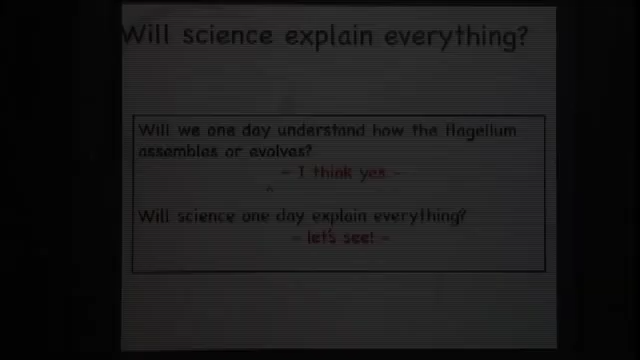 Will science explain everything?
Will we one day understand how the flagellum
assembles or evolves?
– I think yes –
Will science one day explain everything?
– let's see! –